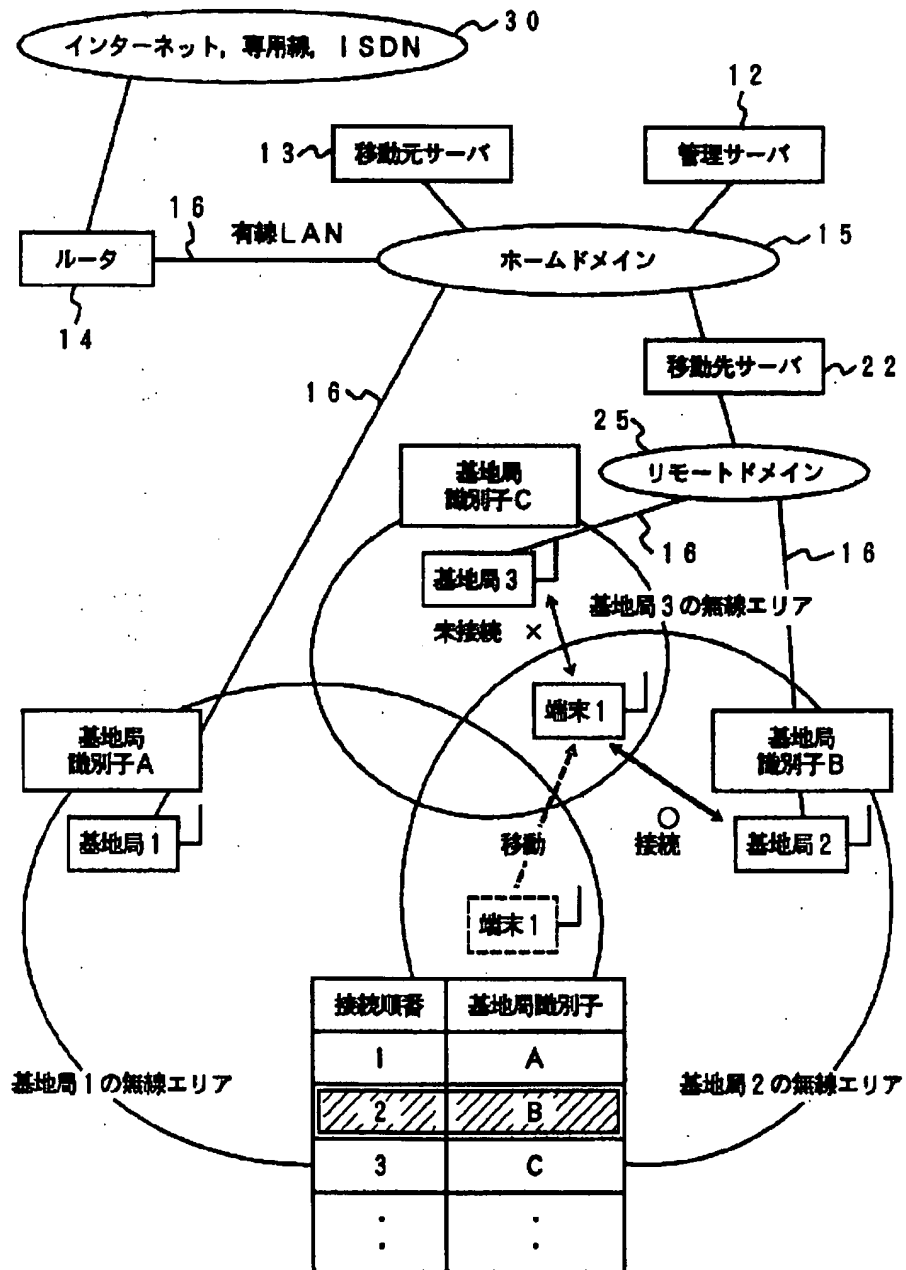 30
インターネット，専用線，ISDN
12
13
移動元サーバ
管理サーバ
16
有線LAN
15
ルータ
ホームドメイン
14
移動先サーバ
22
16
25
基地局
識別子C
リモートドメイン
16
16
基地局3
基地局3の無線エリア
未接続 ×
端末1
基地局
識別子A
基地局
識別子B
基地局1
○
移動
接続
基地局2
端末1
接続順番 基地局識別子
1 A
基地局1の無線エリア
基地局2の無線エリア
2 B
3 C
： ：